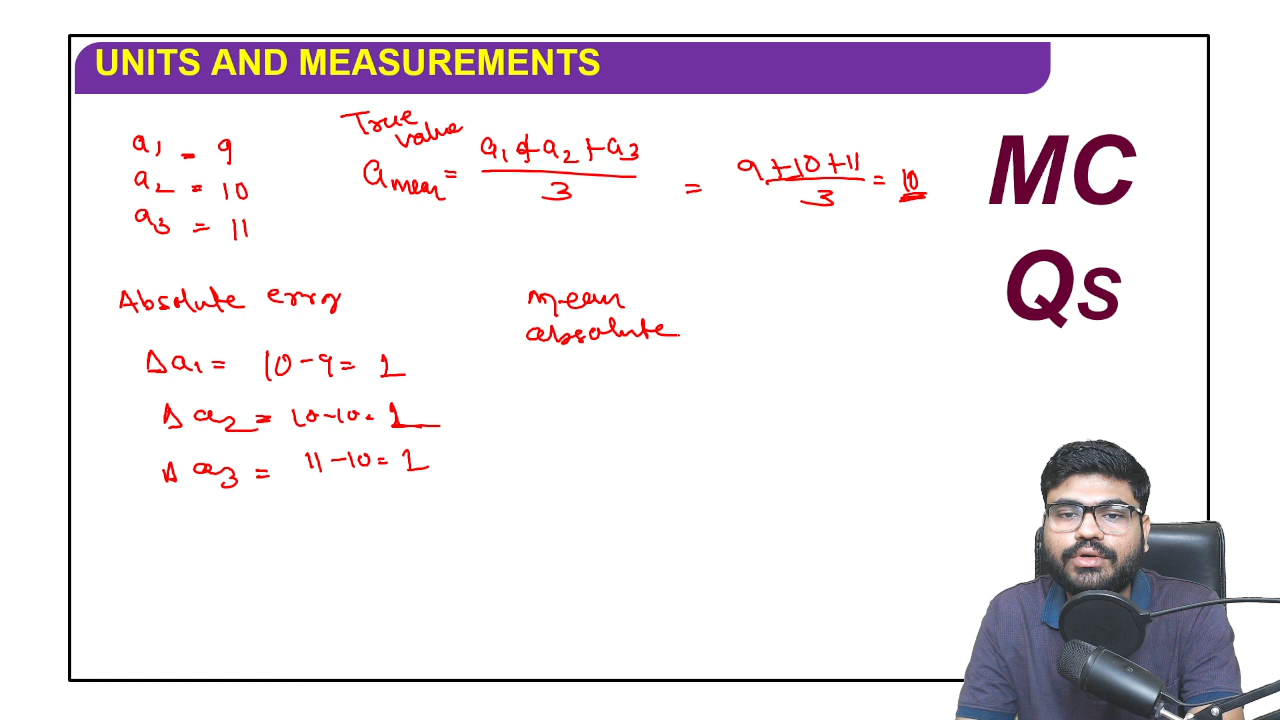 UNITS AND MEASUREMENTS
a1 = 9
a2 = 10
a3 = 11
True value
amean = a1 + a2 + a3 / 3 = 9 + 10 + 11 / 3 = 10
MC
Qs
Absolute error
Δa1 = 10 - 9 = 1
Δa2 = 10 - 10 = 1
Δa3 = 11 - 10 = 1
mean
absolute